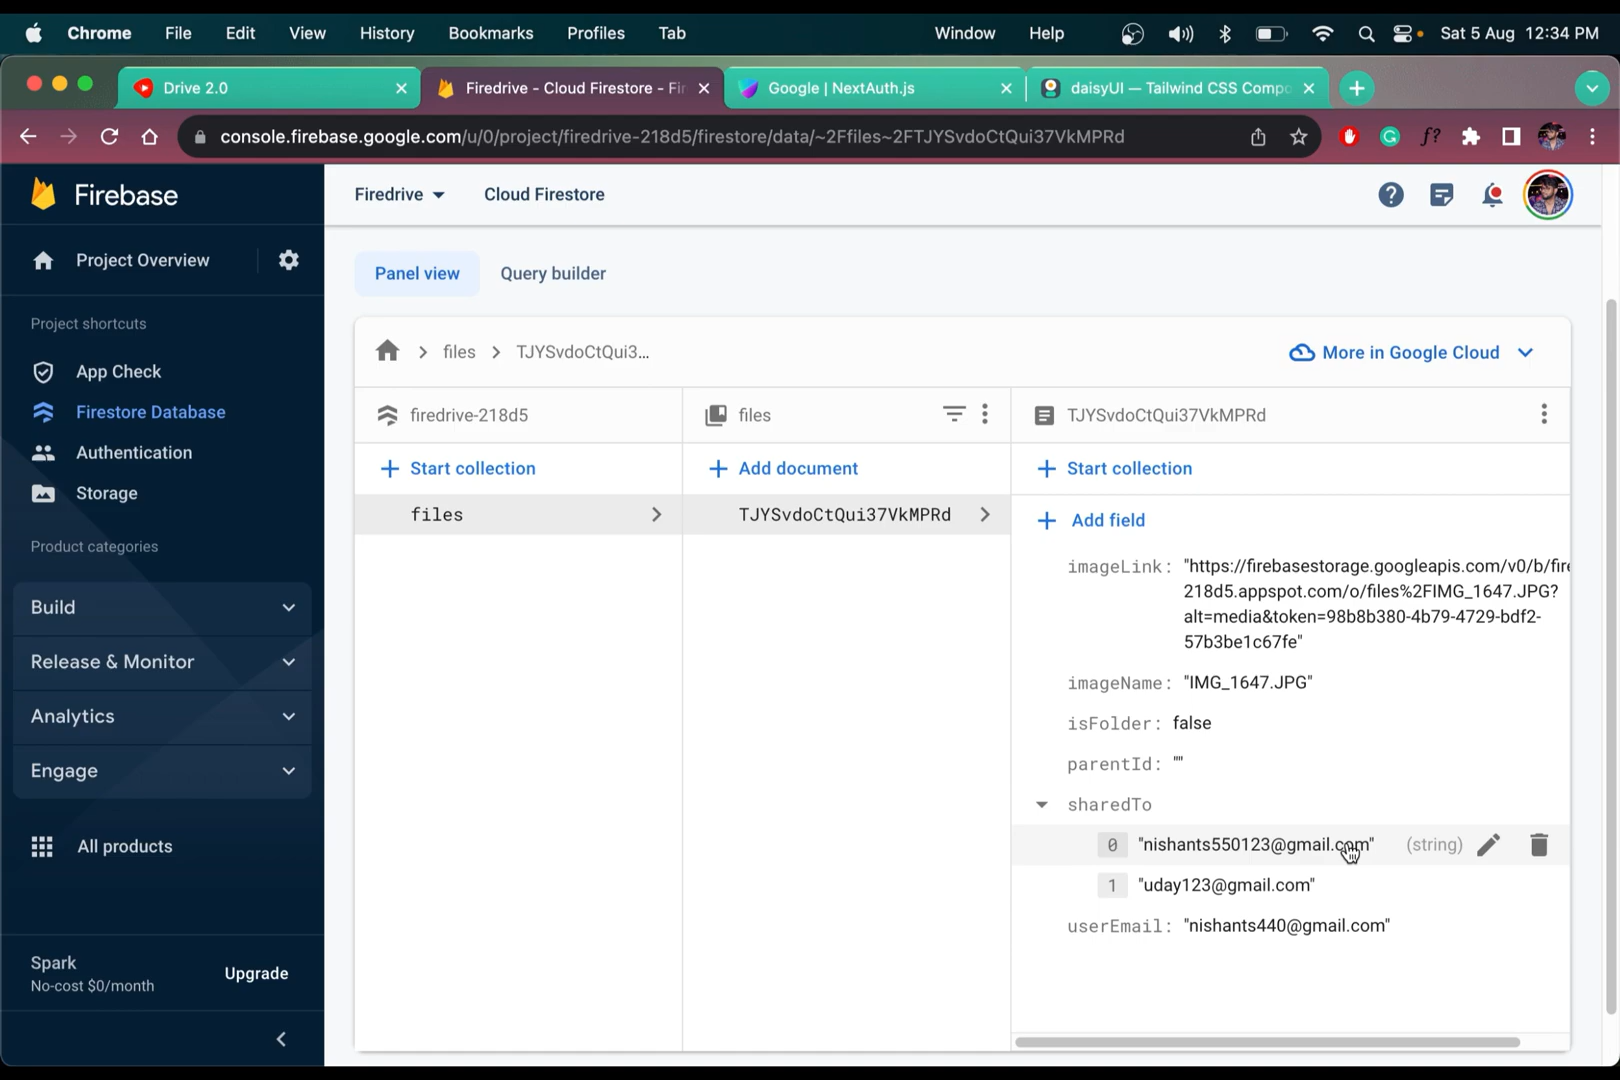 Chrome File Edit View History Bookmarks Profiles Tab Window Help Sat 5 Aug 12:34 PM
Drive 2.0
Firedrive - Cloud Firestore - Fir
Google | NextAuth.js
daisyUI — Tailwind CSS Compo
console.firebase.google.com/u/0/project/firedrive-218d5/firestore/data/~2Ffiles~2FTJYSvdoCtQui37VkMPRd
f?
Firebase
Firedrive
Cloud Firestore
Project Overview
Panel view
Query builder
Project shortcuts
App Check
Firestore Database
Authentication
Storage
Product categories
Build
Release & Monitor
Analytics
Engage
All products
Spark
No-cost $0/month
Upgrade
files
TJYSvdoCtQui3...
More in Google Cloud
firedrive-218d5
Start collection
files
files
Add document
TJYSvdoCtQui37VkMPRd
TJYSvdoCtQui37VkMPRd
Start collection
Add field
imageLink: "https://firebasestorage.googleapis.com/v0/b/fire
218d5.appspot.com/o/files%2FIMG_1647.JPG?
alt=media&token=98b8b380-4b79-4729-bdf2-
57b3be1c67fe"
imageName: "IMG_1647.JPG"
isFolder: false
parentId: ""
sharedTo
0 "nishants550123@gmail.com" (string)
1 "uday123@gmail.com"
userEmail: "nishants440@gmail.com"